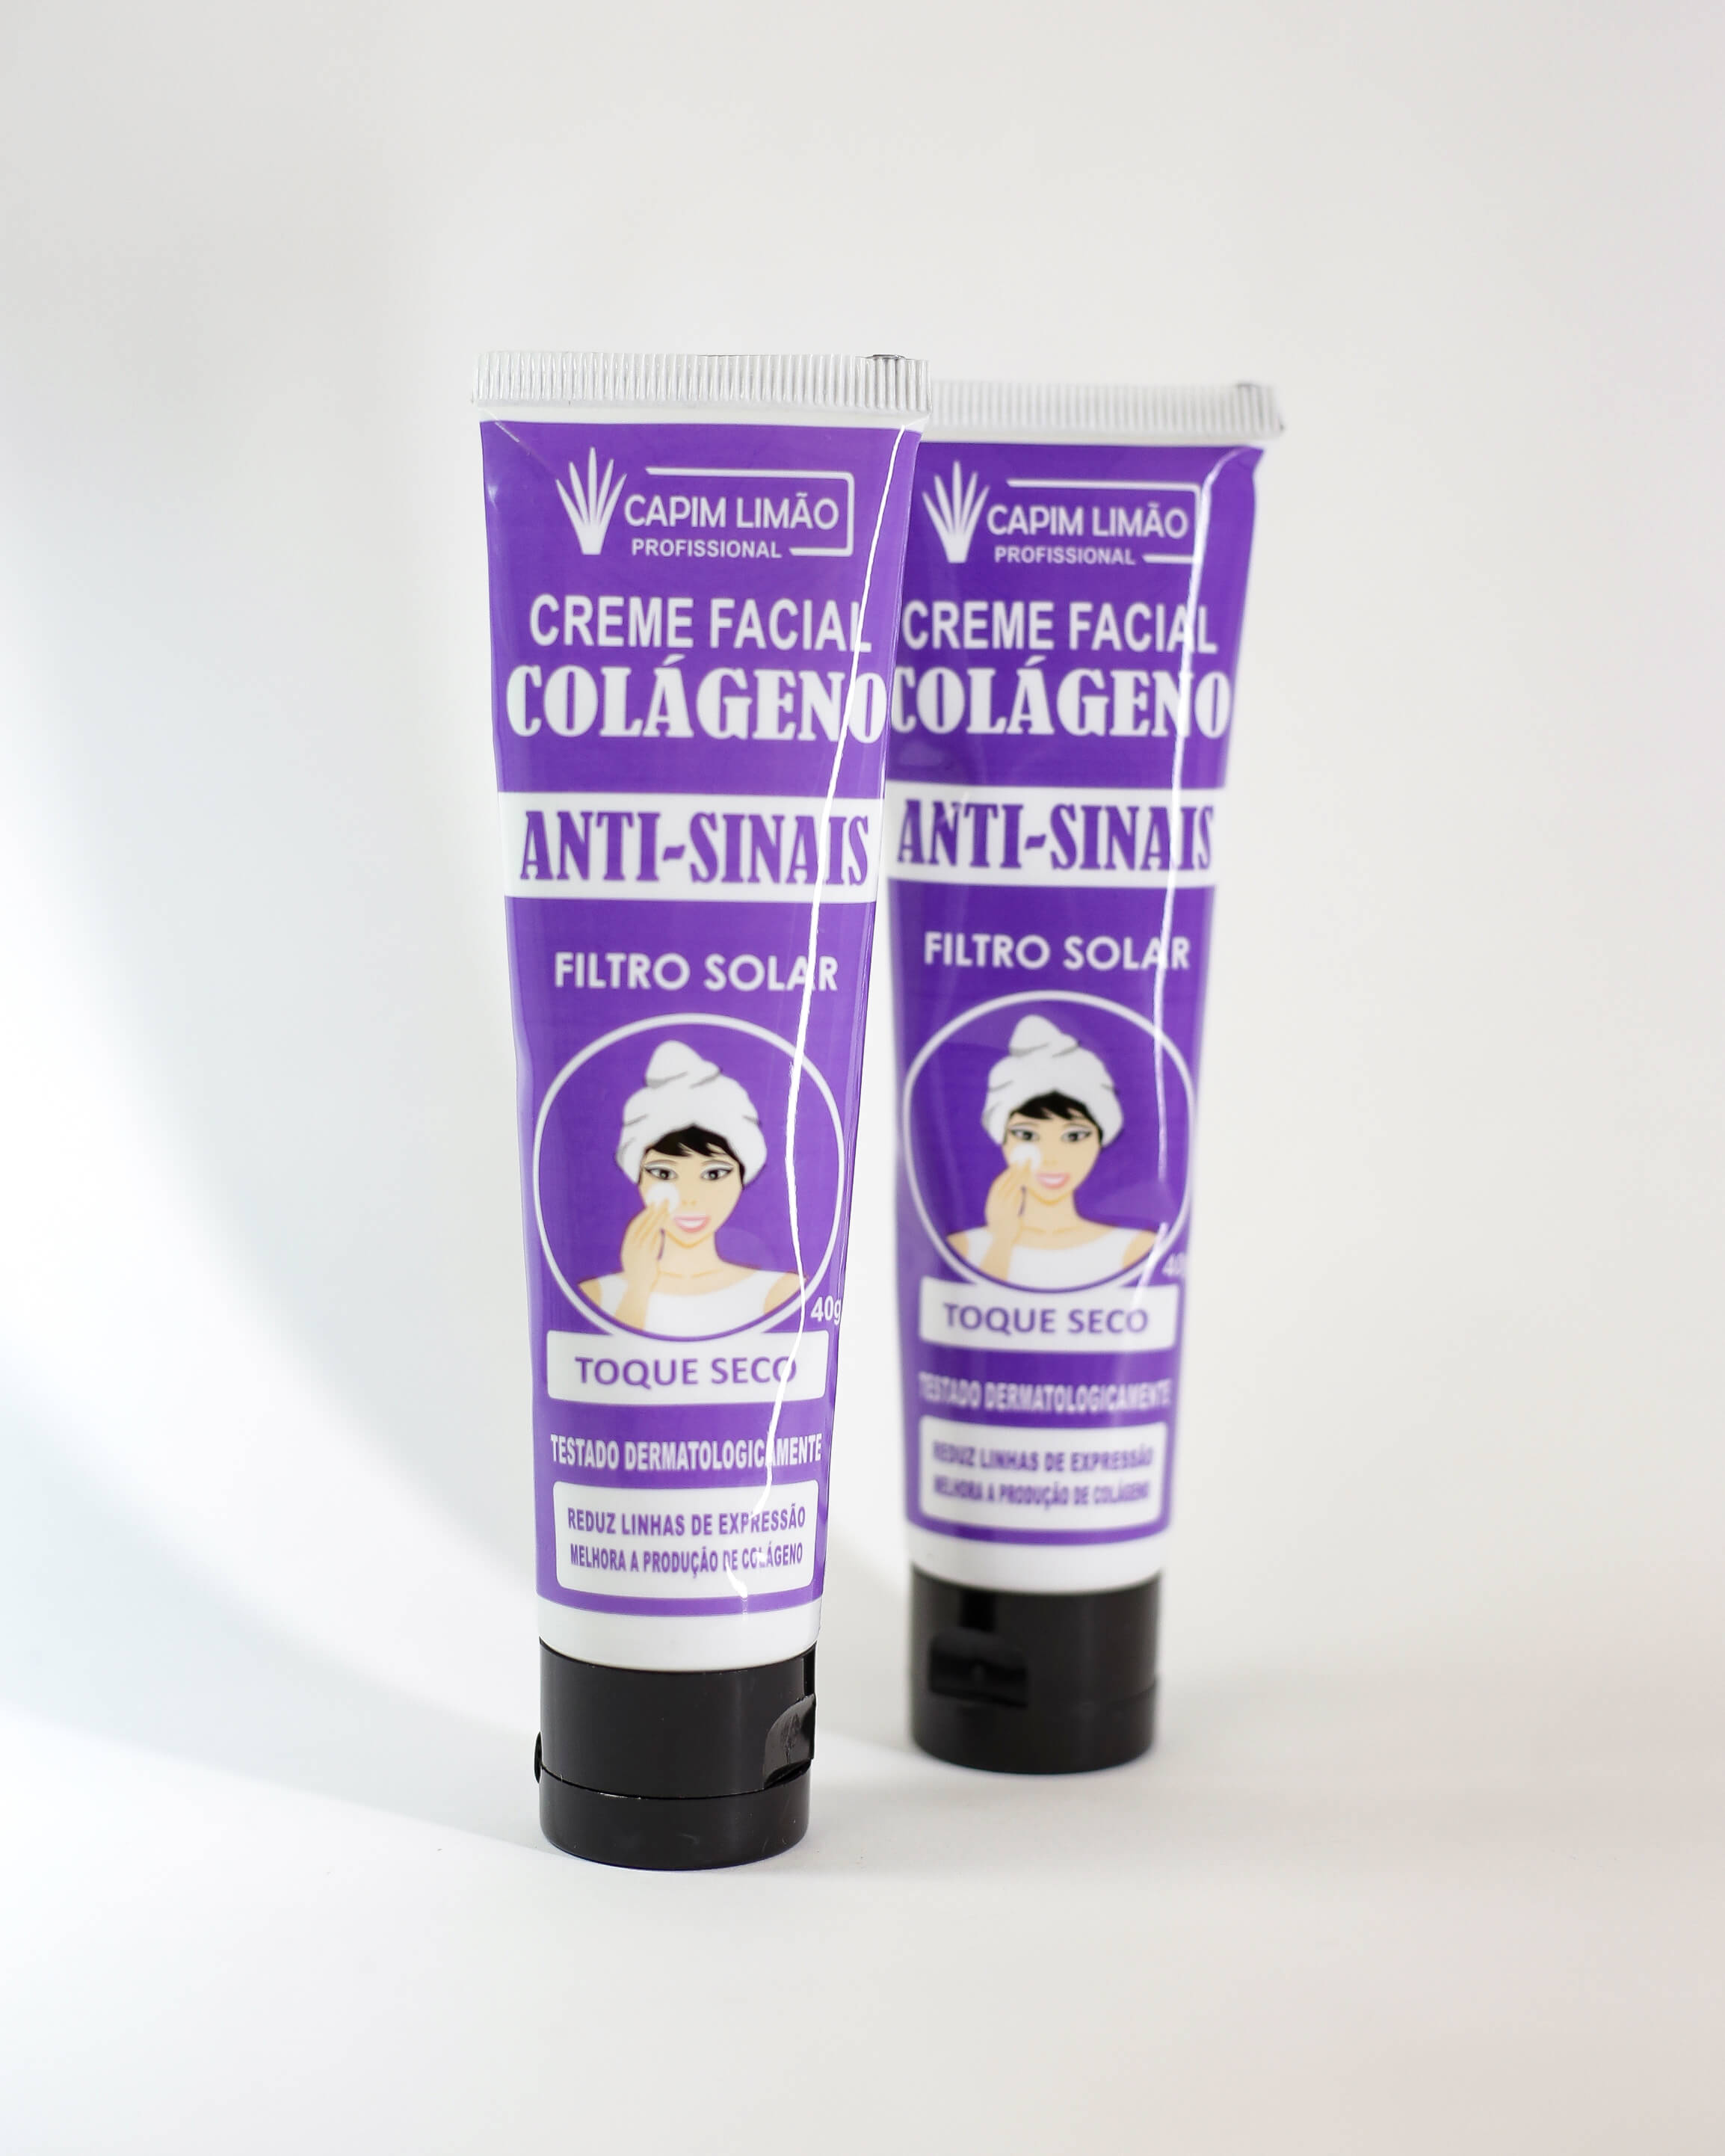 CAPIM LIMÃO
PROFISSIONAL
CREME FACIAL
COLÁGENO
ANTI-SINAIS
FILTRO SOLAR
40g
TOQUE SECO
TESTADO DERMATOLOGICAMENTE
REDUZ LINHAS DE EXPRESSÃO
MELHORA A PRODUÇÃO DE COLÁGENO
CAPIM LIMÃO
PROFISSIONAL
CREME FACIAL
COLÁGENO
ANTI-SINAIS
FILTRO SOLAR
40g
TOQUE SECO
TESTADO DERMATOLOGICAMENTE
REDUZ LINHAS DE EXPRESSÃO
MELHORA A PRODUÇÃO DE COLÁGENO